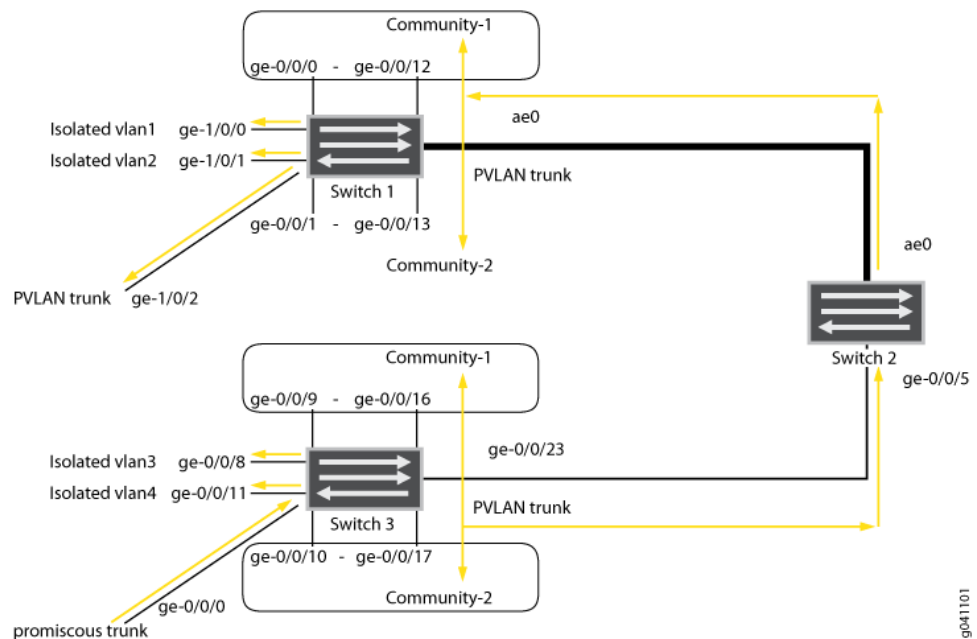 Community-1
ge-0/0/0 - ge-0/0/12
Isolated vlan1 ge-1/0/0
ae0
Isolated vlan2 ge-1/0/1
PVLAN trunk
Switch 1
ge-0/0/1 - ge-0/0/13
ae0
Community-2
PVLAN trunk ge-1/0/2
Switch 2
Community-1
ge-0/0/5
ge-0/0/9 - ge-0/0/16
ge-0/0/23
Isolated vlan3 ge-0/0/8
Isolated vlan4 ge-0/0/11
PVLAN trunk
Switch 3
ge-0/0/10 - ge-0/0/17
Community-2
ge-0/0/0
promiscous trunk
g041101